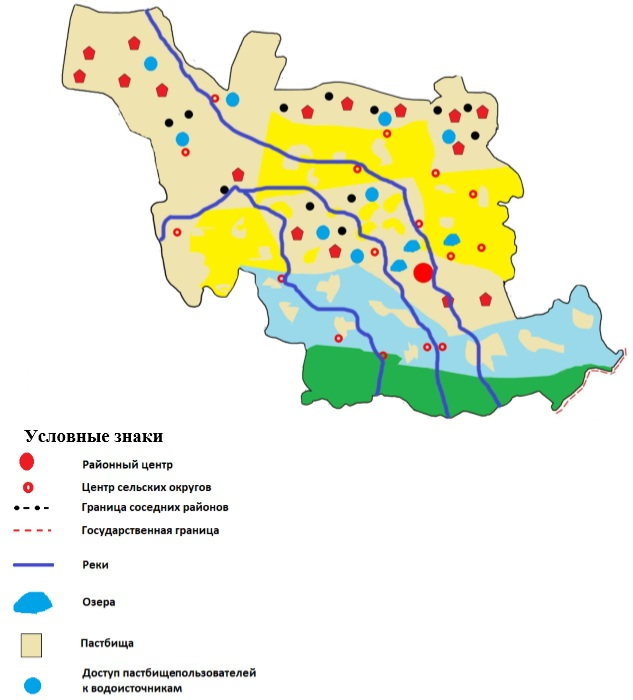 Условные знаки
Районный центр
Центр сельских округов
Граница соседних районов
Государственная граница
Реки
Озера
Пастбища
Доступ пастбищепользователей
к водоисточникам